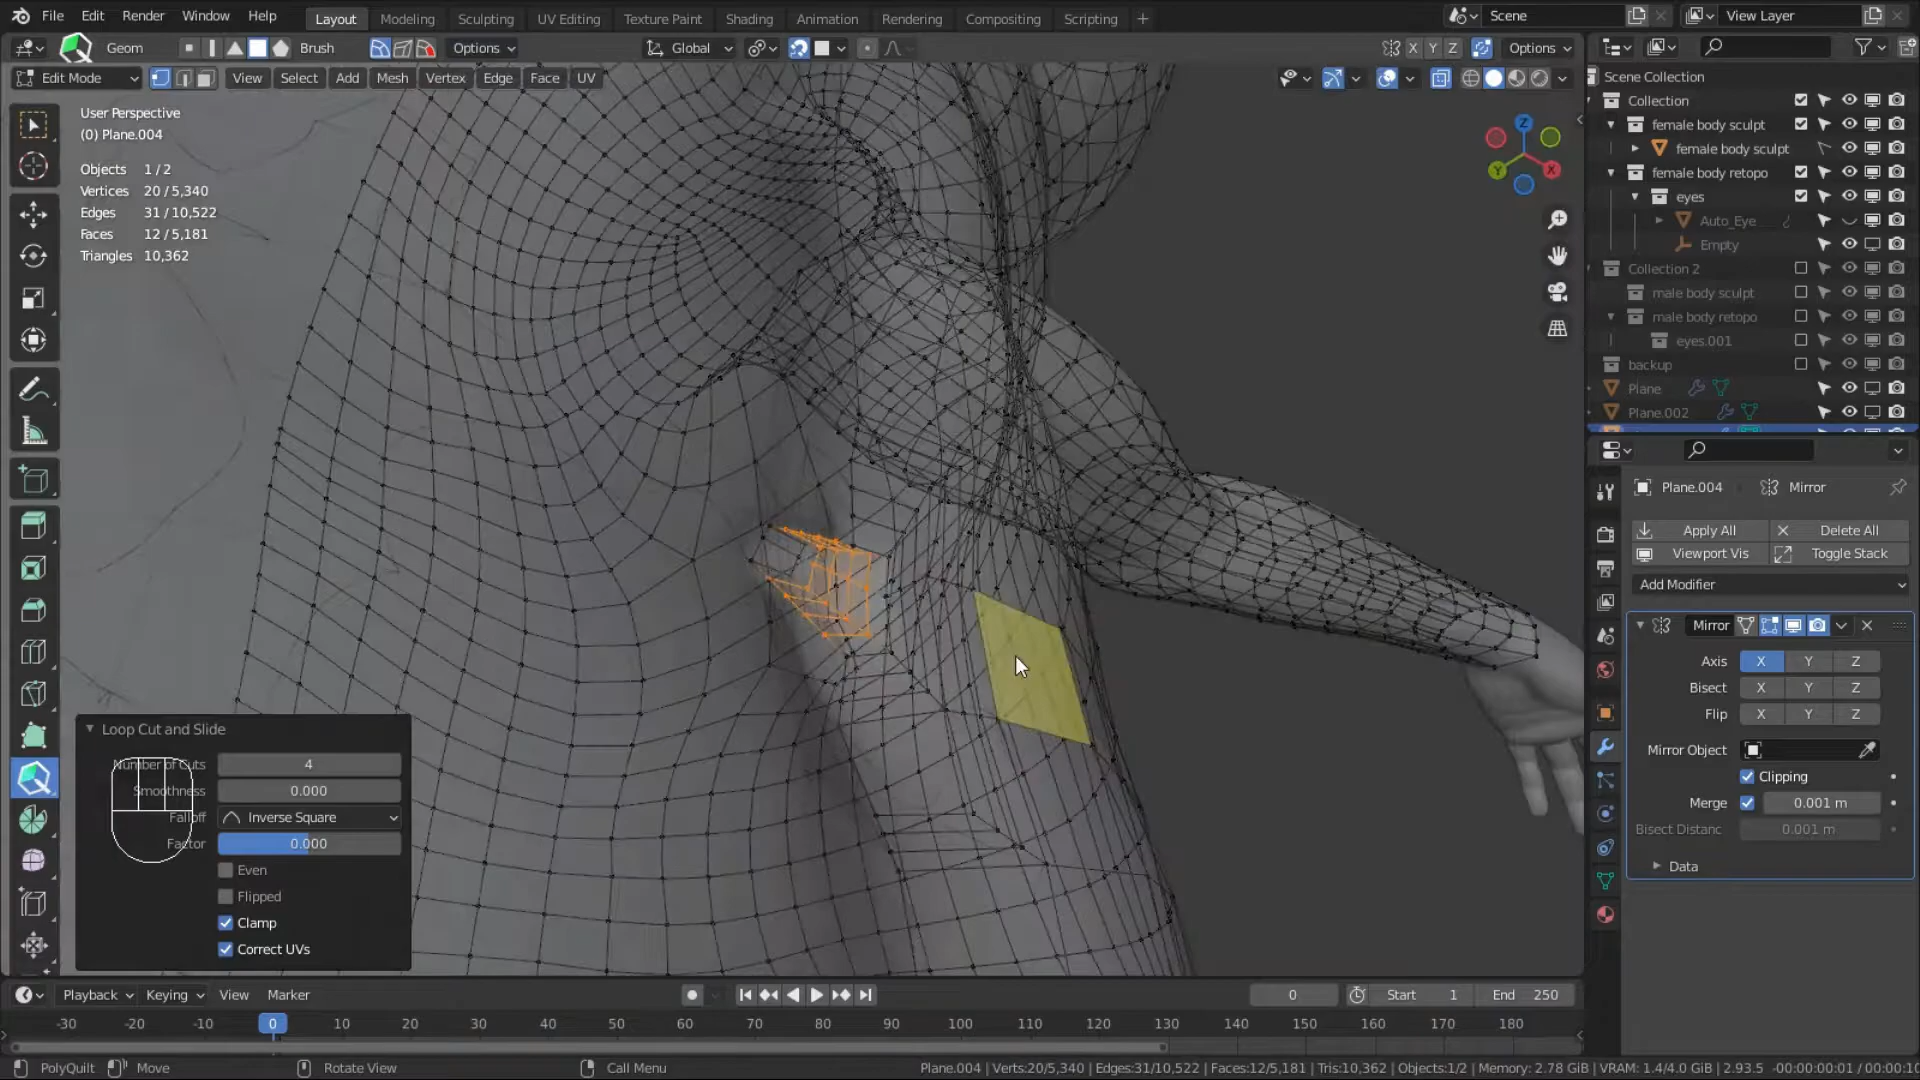 File Edit Render Window Help Layout Modeling Sculpting UV Editing Texture Paint Shading Animation Rendering Compositing Scripting + Scene View Layer
Geom Brush Options Global X Y Z Options
Edit Mode View Select Add Mesh Vertex Edge Face UV
User Perspective
(0) Plane.004
Objects 1 / 2
Vertices 20 / 5,340
Edges 31 / 10,522
Faces 12 / 5,181
Triangles 10,362
Z
Y
X
Scene Collection
Collection
female body sculpt
female body sculpt
female body retopo
eyes
Auto_Eye
Empty
Collection 2
male body sculpt
male body retopo
eyes.001
backup
Plane
Plane.002
Plane.004 Mirror
Apply All Delete All
Viewport Vis Toggle Stack
Add Modifier
Mirror
Axis X Y Z
Bisect X Y Z
Flip X Y Z
Mirror Object
Clipping
Merge 0.001 m
Bisect Distanc 0.001 m
Data
Loop Cut and Slide
Number of Cuts 4
Smoothness 0.000
Falloff Inverse Square
Factor 0.000
Even
Flipped
Clamp
Correct UVs
Playback Keying View Marker 0 Start 1 End 250
-30 -20 -10 0 10 20 30 40 50 60 70 80 90 100 110 120 130 140 150 160 170 180
PolyQuilt Move Rotate View Call Menu Plane.004 | Verts:20/5,340 | Edges:31/10,522 | Faces:12/5,181 | Tris:10,362 | Objects:1/2 | Memory: 2.78 GiB | VRAM: 1.4/4.0 GiB | 2.93.5 -00:00:00:01 / 00:00:10